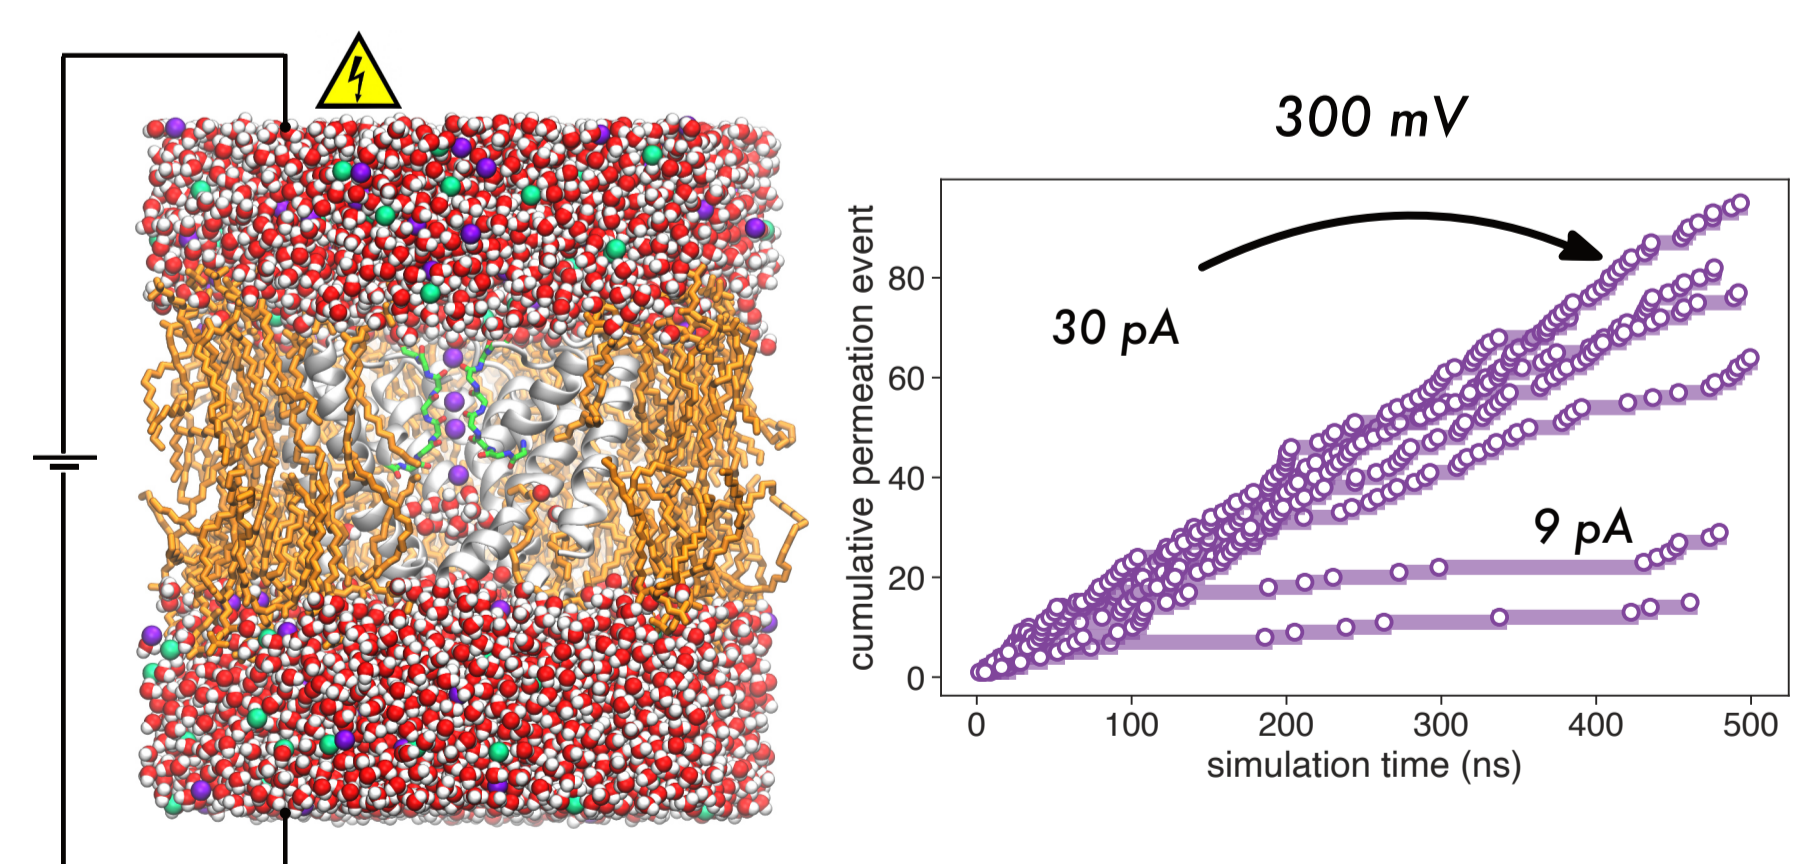 300 mV
30 pA
9 pA
cumulative permeation event
80
60
40
20
0
0 100 200 300 400 500
simulation time (ns)